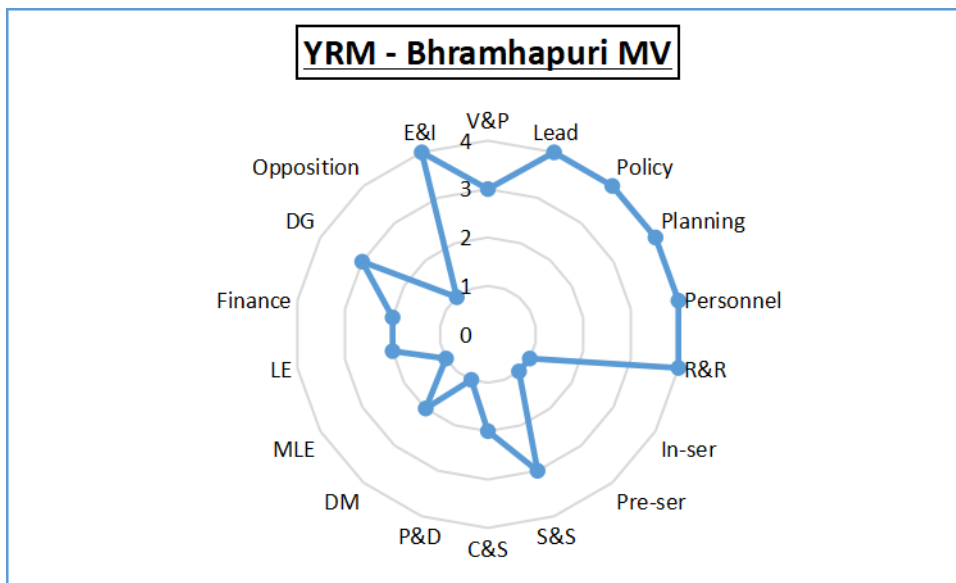 YRM - Bhramhapuri MV
V&P
Lead
Policy
Planning
Personnel
R&R
In-ser
Pre-ser
S&S
C&S
P&D
DM
MLE
LE
Finance
DG
Opposition
E&I
4
3
2
1
0